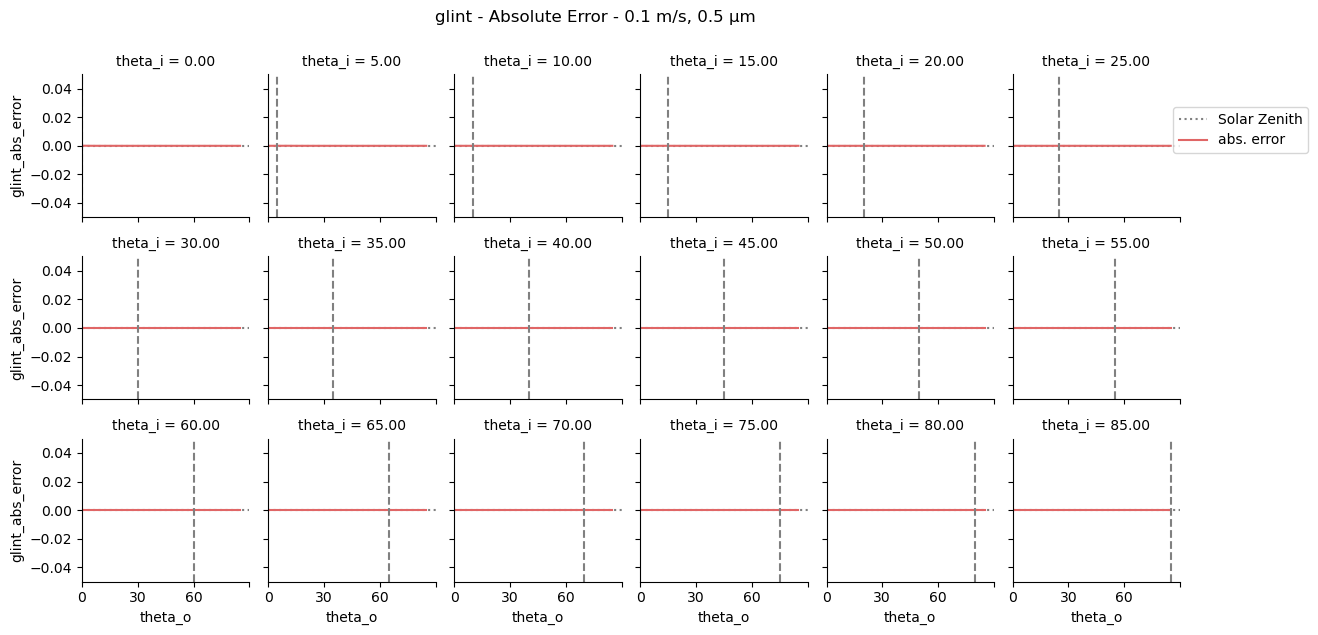 glint - Absolute Error - 0.1 m/s, 0.5 µm
theta_i = 0.00 theta_i = 5.00 theta_i = 10.00 theta_i = 15.00 theta_i = 20.00 theta_i = 25.00
0.04
0.02
0.00
−0.02
−0.04
glint_abs_error
Solar Zenith
abs. error
theta_i = 30.00 theta_i = 35.00 theta_i = 40.00 theta_i = 45.00 theta_i = 50.00 theta_i = 55.00
0.04
0.02
0.00
−0.02
−0.04
glint_abs_error
theta_i = 60.00 theta_i = 65.00 theta_i = 70.00 theta_i = 75.00 theta_i = 80.00 theta_i = 85.00
0.04
0.02
0.00
−0.02
−0.04
glint_abs_error
0 30 60 0 30 60 0 30 60 0 30 60 0 30 60 0 30 60
theta_o theta_o theta_o theta_o theta_o theta_o